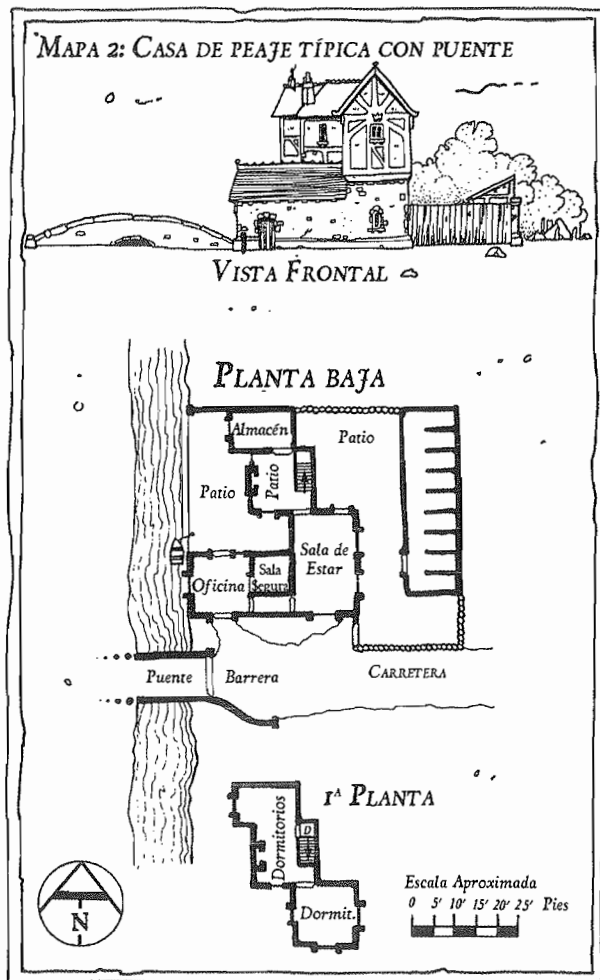 MAPA 2: CASA DE PEAJE TÍPICA CON PUENTE
VISTA FRONTAL
PLANTA BAJA
Almacén
Patio
Patio
Patio
Sala de
Estar
Oficina
Sala
Segura
Puente
Barrera
CARRETERA
1ᴬ PLANTA
Dormitorios
D
Dormit.
N
Escala Aproximada
0 5' 10' 15' 20' 25' Pies